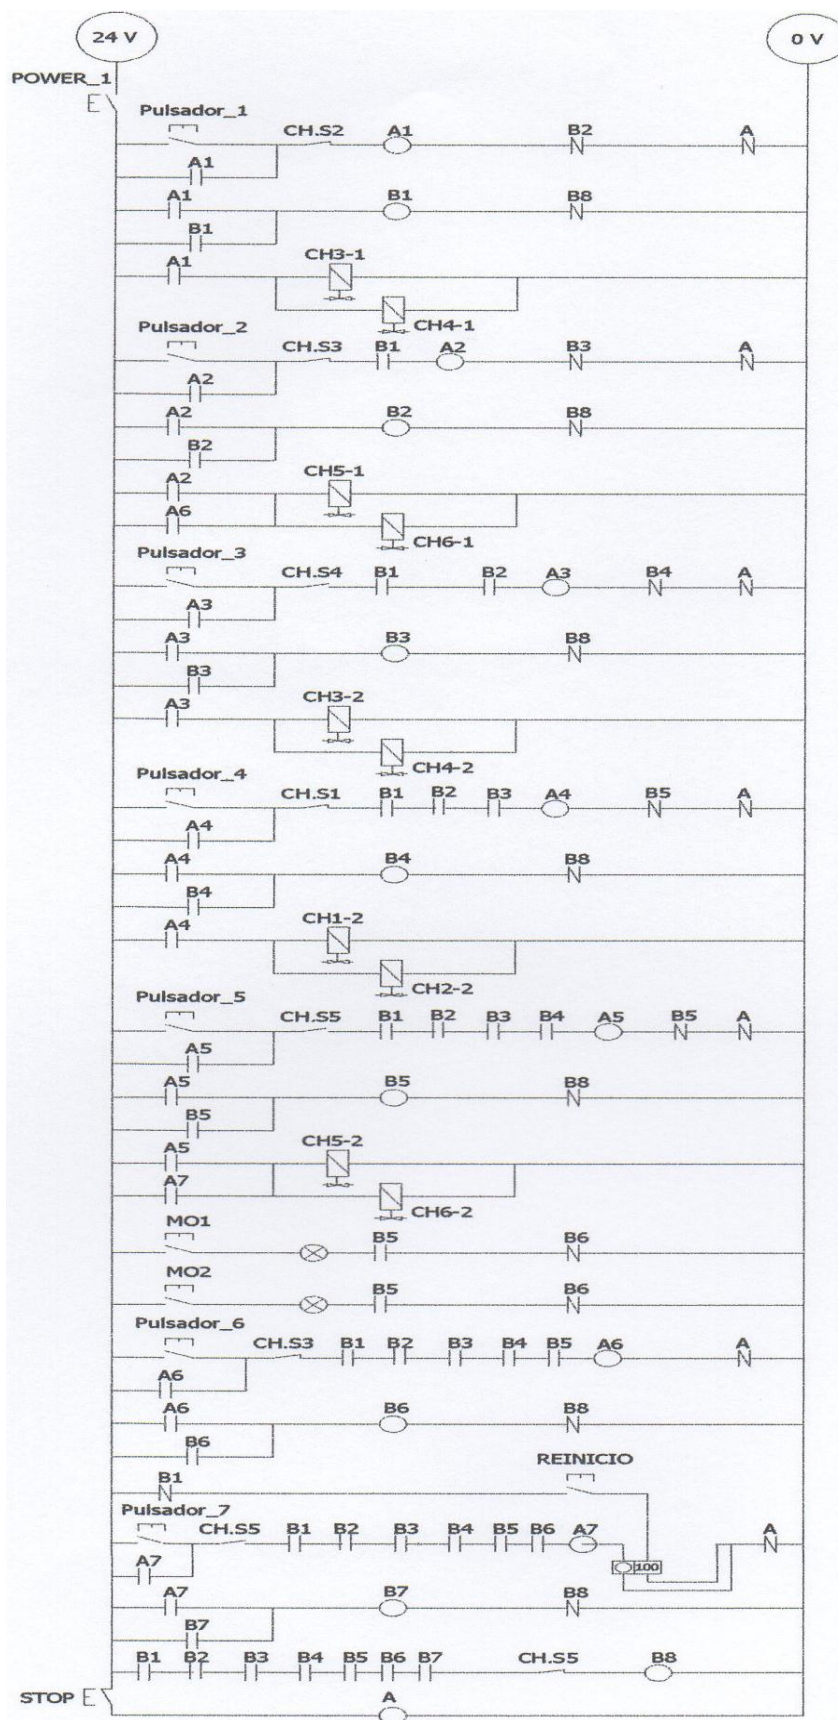 24 V 0 V
POWER_1
Pulsador_1
CH.S2 A1 B2 A
A1
A1 B1 B8
B1
A1 CH3-1
CH4-1
Pulsador_2
CH.S3 B1 A2 B3 A
A2
A2 B2 B8
B2
A2 CH5-1
A6 CH6-1
Pulsador_3
CH.S4 B1 B2 A3 B4 A
A3
A3 B3 B8
B3
A3 CH3-2
CH4-2
Pulsador_4
CH.S1 B1 B2 B3 A4 B5 A
A4
A4 B4 B8
B4
A4 CH1-2
CH2-2
Pulsador_5
CH.S5 B1 B2 B3 B4 A5 B5 A
A5
A5 B5 B8
B5
A5 CH5-2
A7 CH6-2
MO1
B5 B6
MO2
B5 B6
Pulsador_6
CH.S3 B1 B2 B3 B4 B5 A6 A
A6
A6 B6 B8
B6
B1 REINICIO
Pulsador_7
CH.S5 B1 B2 B3 B4 B5 B6 A7 A
A7 100
A7 B7 B8
B7
B1 B2 B3 B4 B5 B6 B7 CH.S5 B8
STOP A